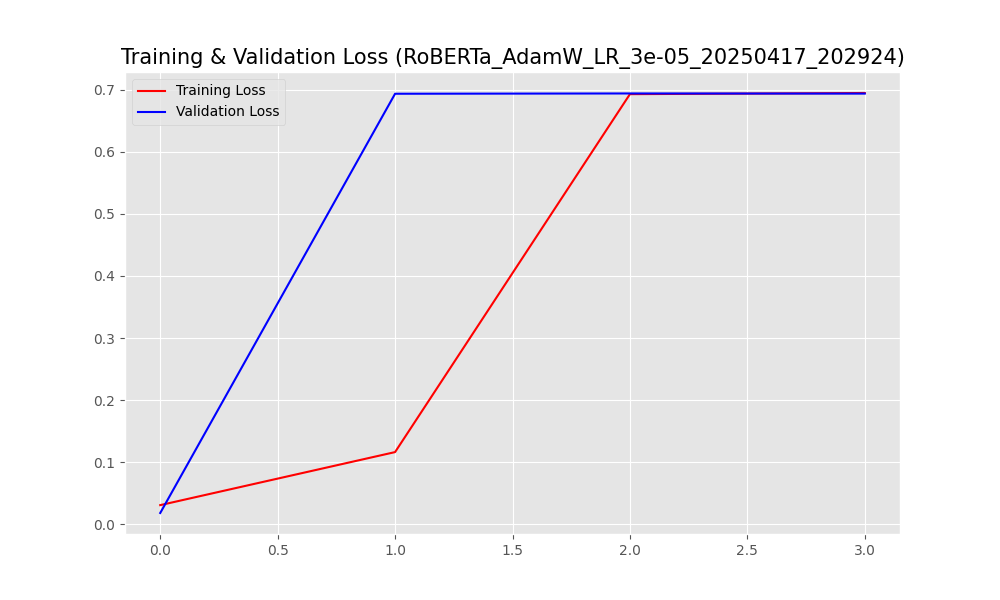 Training & Validation Loss (RoBERTa_AdamW_LR_3e-05_20250417_202924)
Training Loss
Validation Loss
0.7
0.6
0.5
0.4
0.3
0.2
0.1
0.0
0.0 0.5 1.0 1.5 2.0 2.5 3.0